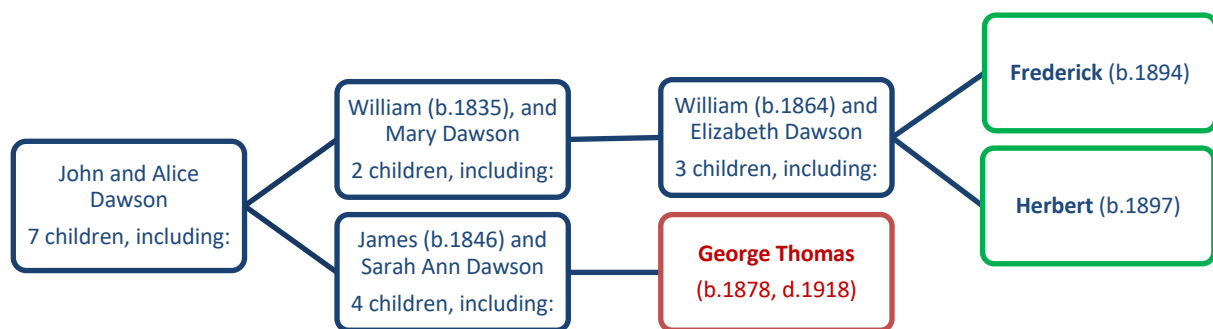 John and Alice
Dawson
7 children, including:
William (b.1835), and
Mary Dawson
2 children, including:
James (b.1846) and
Sarah Ann Dawson
4 children, including:
William (b.1864) and
Elizabeth Dawson
3 children, including:
George Thomas
(b.1878, d.1918)
Frederick (b.1894)
Herbert (b.1897)